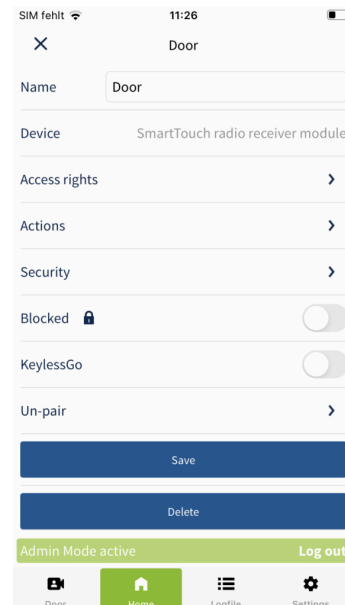 SIM fehlt 11:26
Door
Name Door
Device SmartTouch radio receiver module
Access rights
Actions
Security
Blocked
KeylessGo
Un-pair
Save
Delete
Admin Mode active Log out
Door Home Logfile Settings